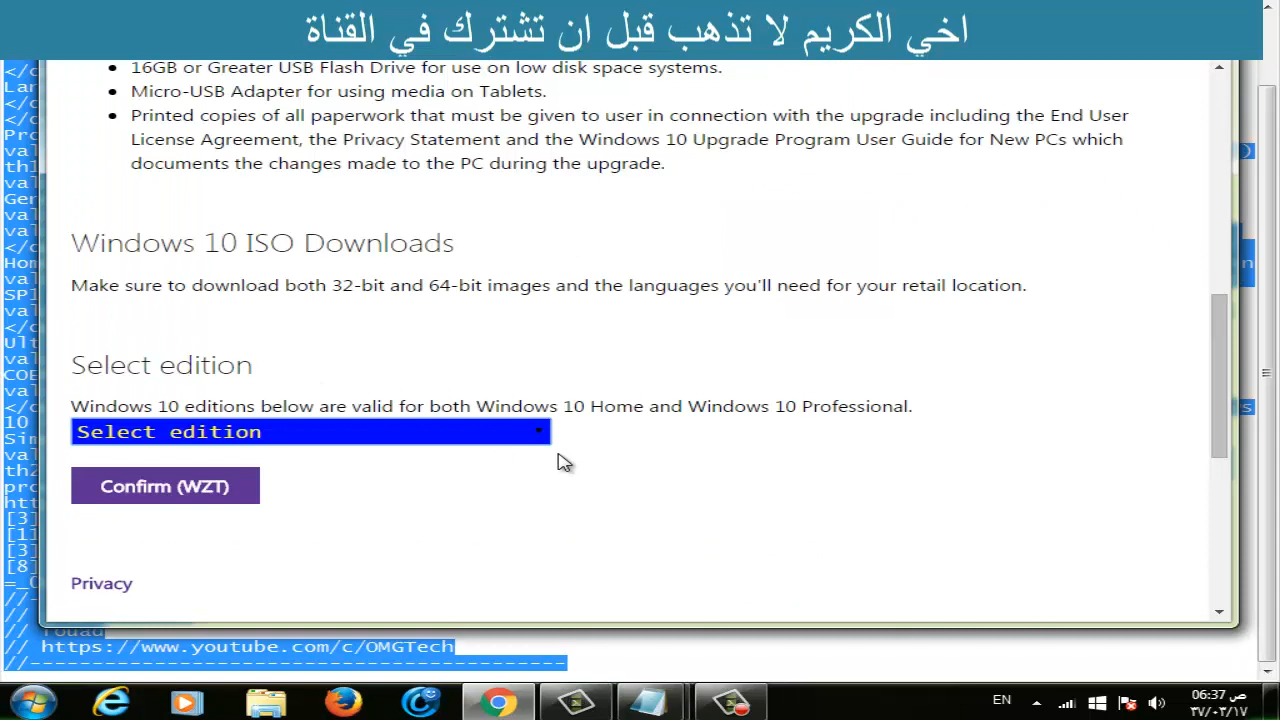 اخي الكريم لا تذهب قبل ان تشترك في القناة
16GB or Greater USB Flash Drive for use on low disk space systems.
Micro-USB Adapter for using media on Tablets.
Printed copies of all paperwork that must be given to user in connection with the upgrade including the End User
License Agreement, the Privacy Statement and the Windows 10 Upgrade Program User Guide for New PCs which
documents the changes made to the PC during the upgrade.
Windows 10 ISO Downloads
Make sure to download both 32-bit and 64-bit images and the languages you'll need for your retail location.
Select edition
Windows 10 editions below are valid for both Windows 10 Home and Windows 10 Professional.
Select edition
Confirm (WZT)
Privacy
// https://www.youtube.com/c/OMGTech
//-----------------------------------------
EN
06:37 ص
٣٧/٠٣/١٧